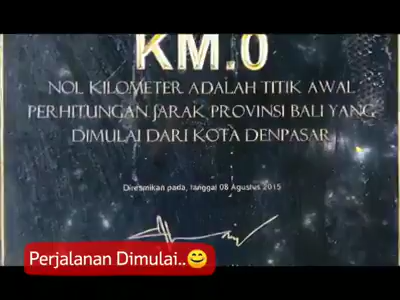 KM.0
NOL KILOMETER ADALAH TITIK AWAL
PERHITUNGAN JARAK PROVINSI BALI YANG
DIMULAI DARI KOTA DENPASAR
Diresmikan pada, tanggal 08 Agustus 2015
Perjalanan Dimulai..😊